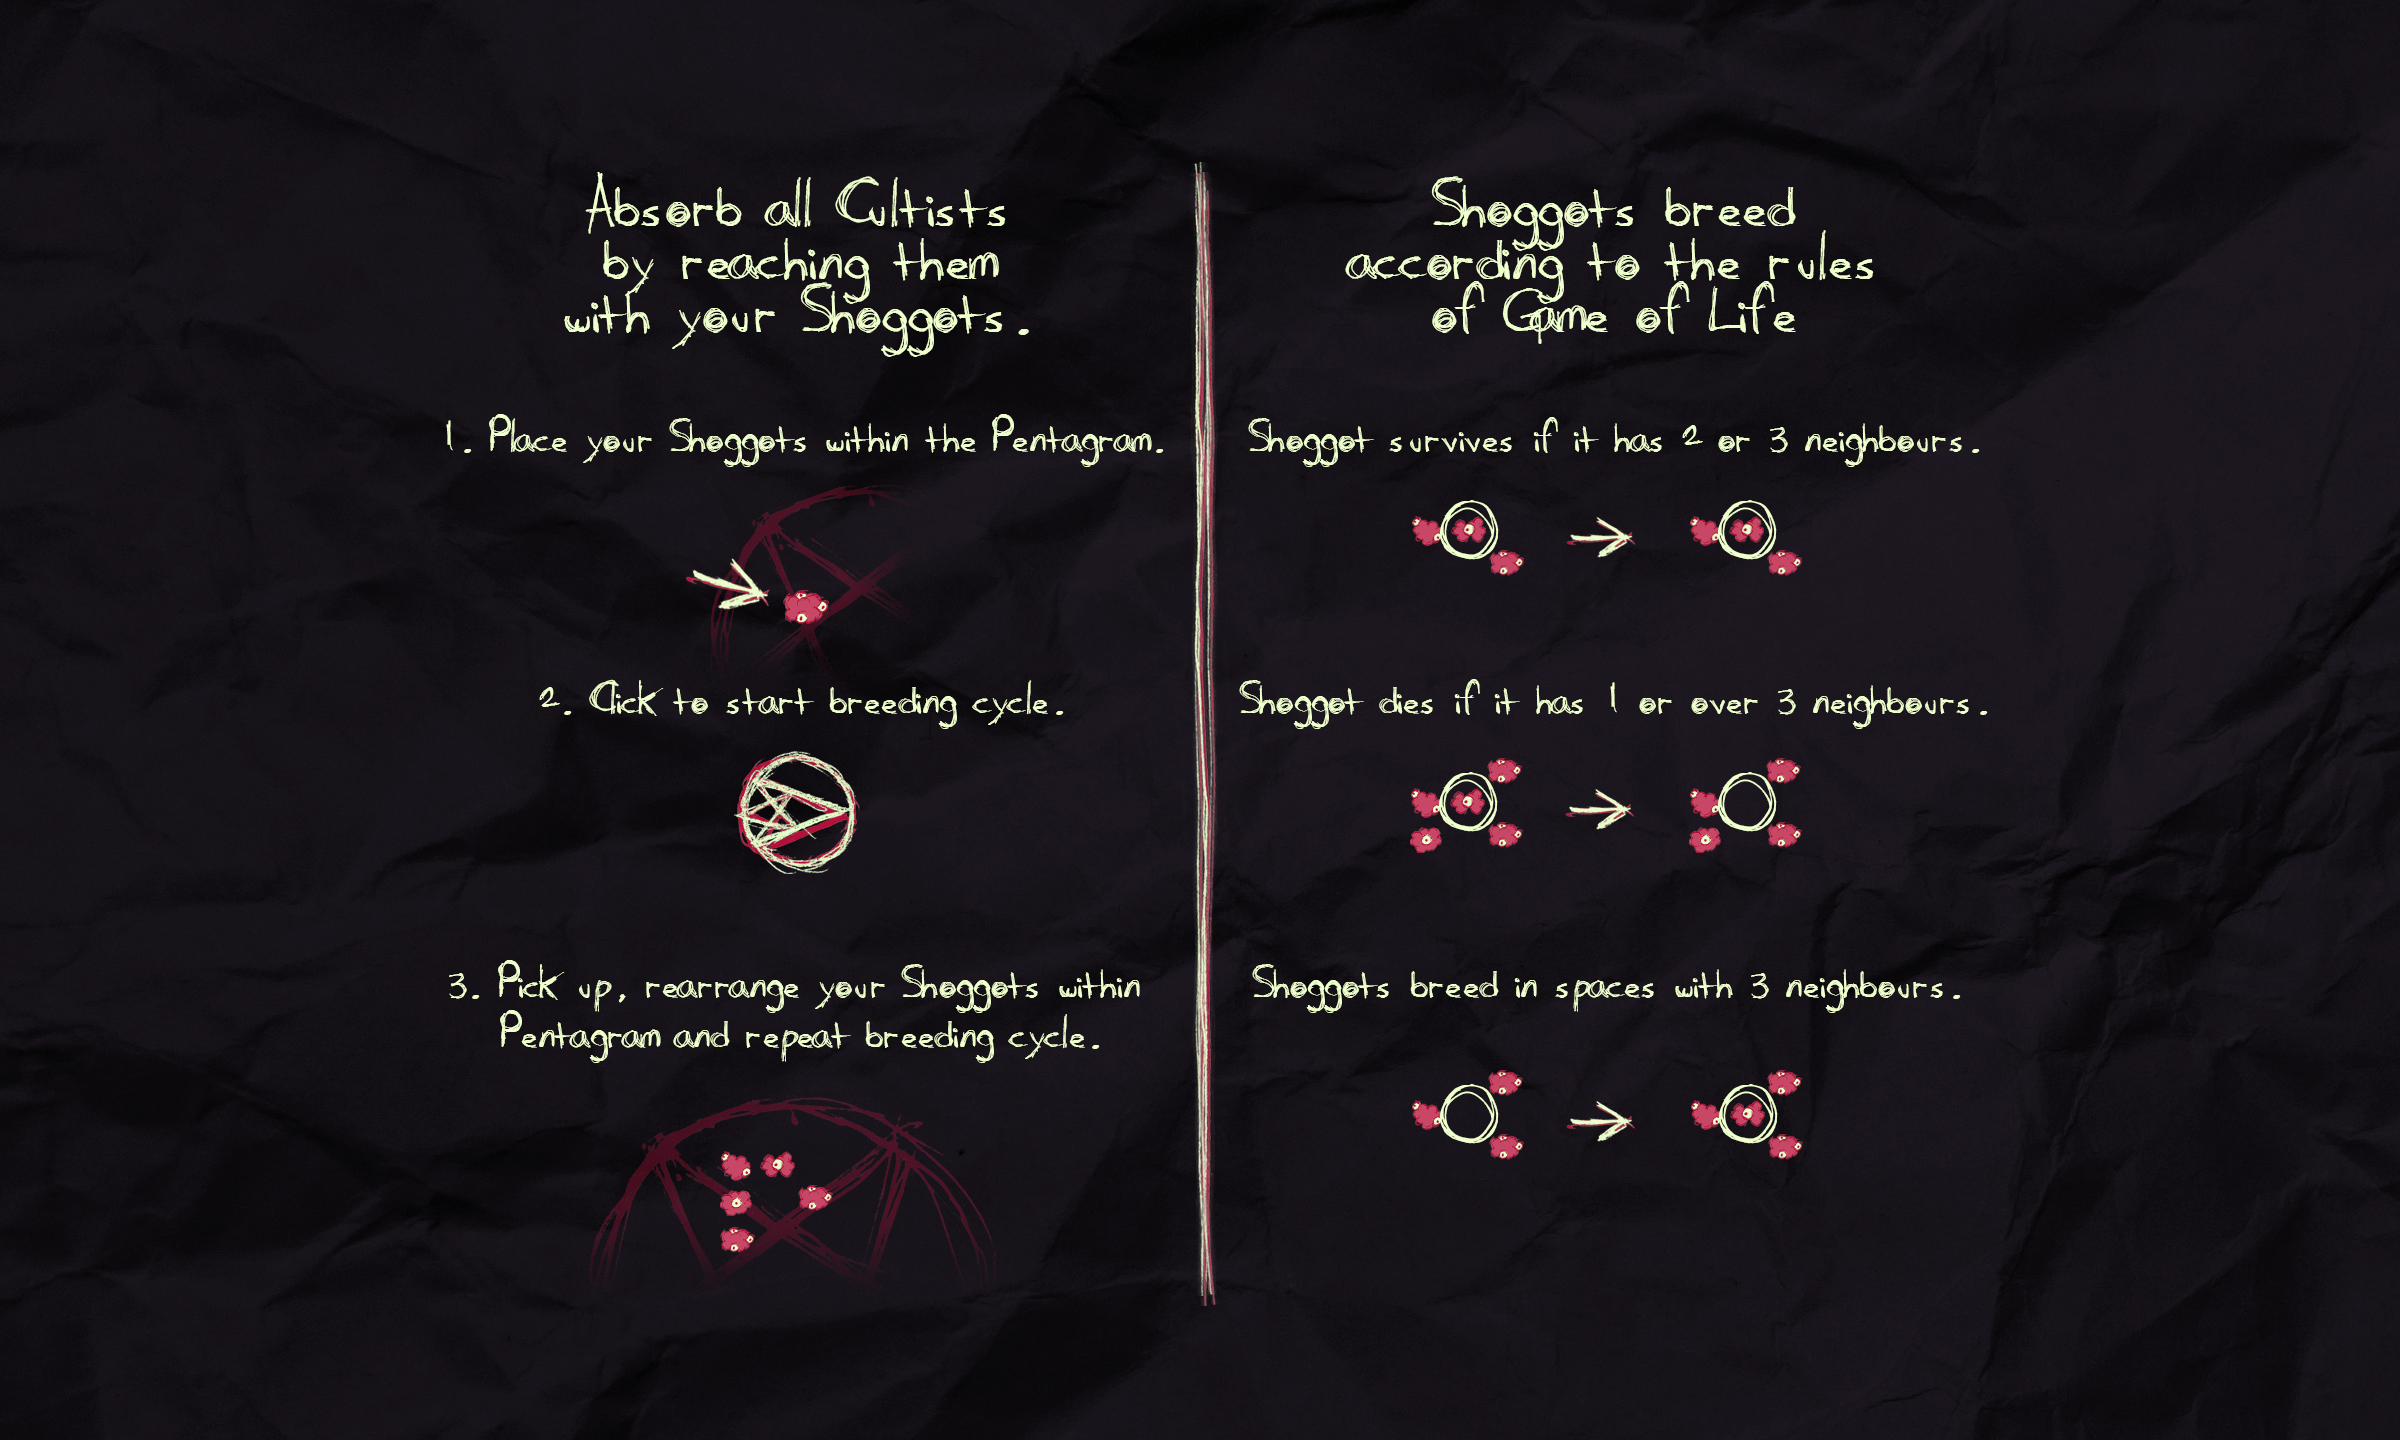 Absorb all Cultists
by reaching them
with your Shoggots.
1. Place your Shoggots within the Pentagram.
2. Click to start breeding cycle.
3. Pick up, rearrange your Shoggots within
Pentagram and repeat breeding cycle.
Shoggots breed
according to the rules
of Game of Life
Shoggot survives if it has 2 or 3 neighbours.
Shoggot dies if it has 1 or over 3 neighbours.
Shoggots breed in spaces with 3 neighbours.